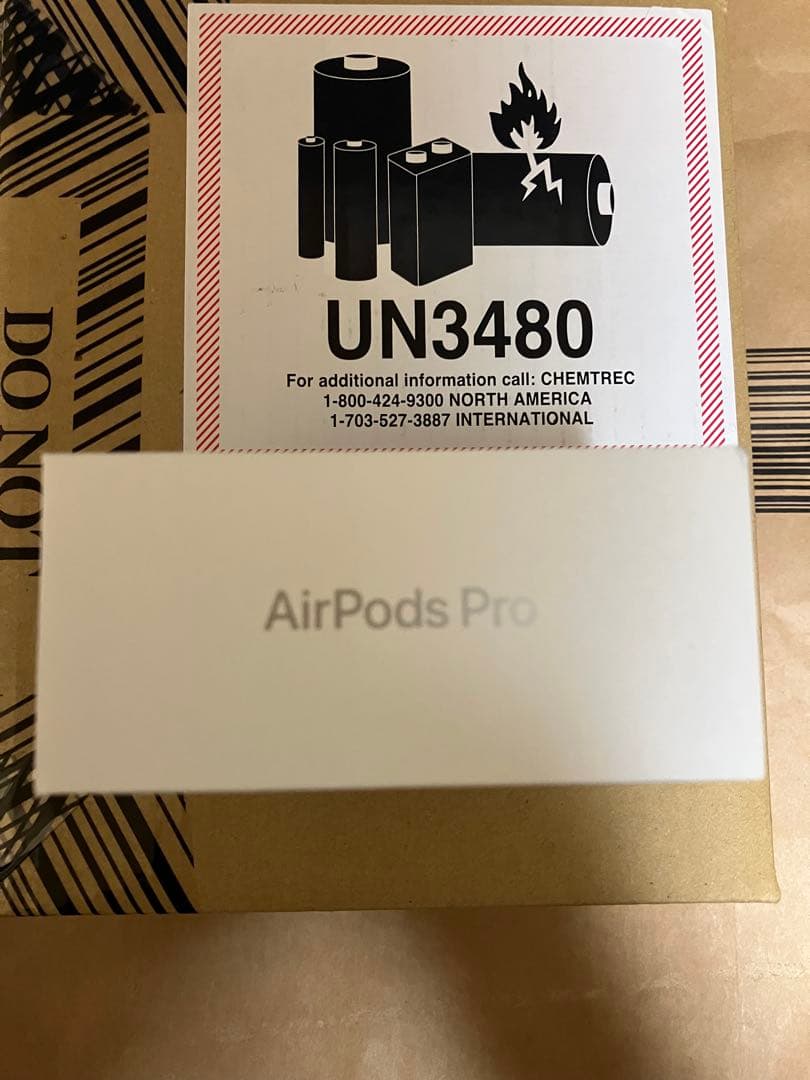 UN3480
For additional information call: CHEMTREC
1-800-424-9300 NORTH AMERICA
1-703-527-3887 INTERNATIONAL
DO NOT
AirPods Pro